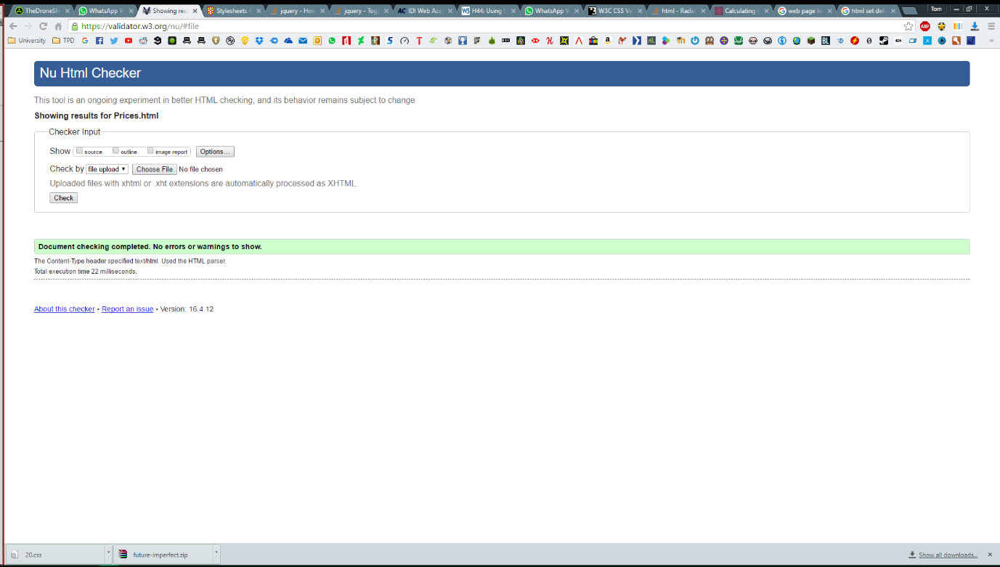 TheDroneSh
WhatsApp W
Showing resu
Stylesheets
jquery - How
jquery - Togg
IDI Web Acc
H44: Using l
WhatsApp W
W3C CSS Va
html - Radio
Calculating
web page lo
html set def
Tom
https://validator.w3.org/nu/#file
ABP
University
TPD
Nu Html Checker
This tool is an ongoing experiment in better HTML checking, and its behavior remains subject to change
Showing results for Prices.html
Checker Input
Show source outline image report Options...
Check by file upload Choose File No file chosen
Uploaded files with xhtml or .xht extensions are automatically processed as XHTML.
Check
Document checking completed. No errors or warnings to show.
The Content-Type header specified text/html. Used the HTML parser.
Total execution time 22 milliseconds.
About this checker • Report an issue • Version: 16.4.12
20.css
future-imperfect.zip
Show all downloads...